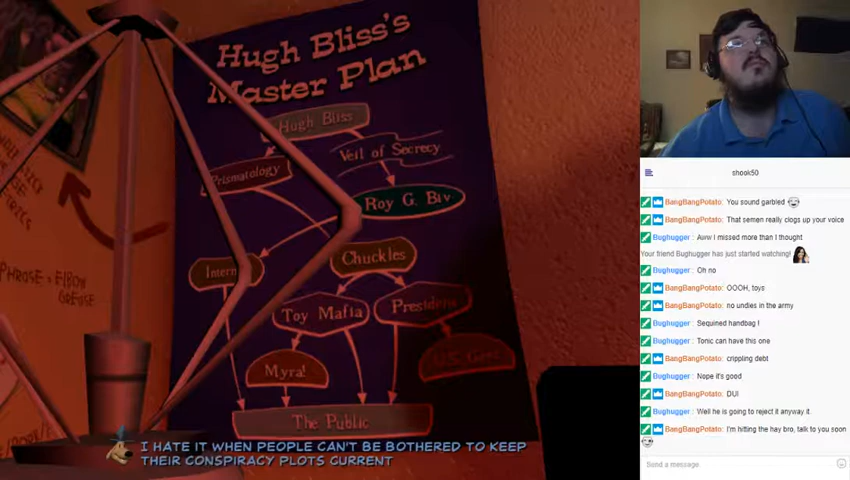 Hugh Bliss's
Master Plan
Hugh Bliss
Veil of Secrecy
Prismatology
Roy G. Biv
Intern
Chuckles
Toy Mafia
President
Myra!
U.S. Govt.
The Public
PHRASE = ELBOW
GREASE
I HATE IT WHEN PEOPLE CAN'T BE BOTHERED TO KEEP
THEIR CONSPIRACY PLOTS CURRENT
shook50
BangBangPotato: You sound garbled
BangBangPotato: That semen really clogs up your voice
Bughugger : Aww I missed more than I thought
Your friend Bughugger has just started watching!
Bughugger : Oh no
BangBangPotato: OOOH, toys
BangBangPotato: no undies in the army
Bughugger : Sequined handbag !
Bughugger : Tonic can have this one
BangBangPotato: crippling debt
Bughugger : Nope it's good
BangBangPotato: DUI
Bughugger : Well he is going to reject it anyway it.
BangBangPotato: I'm hitting the hay bro, talk to you soon
Send a message